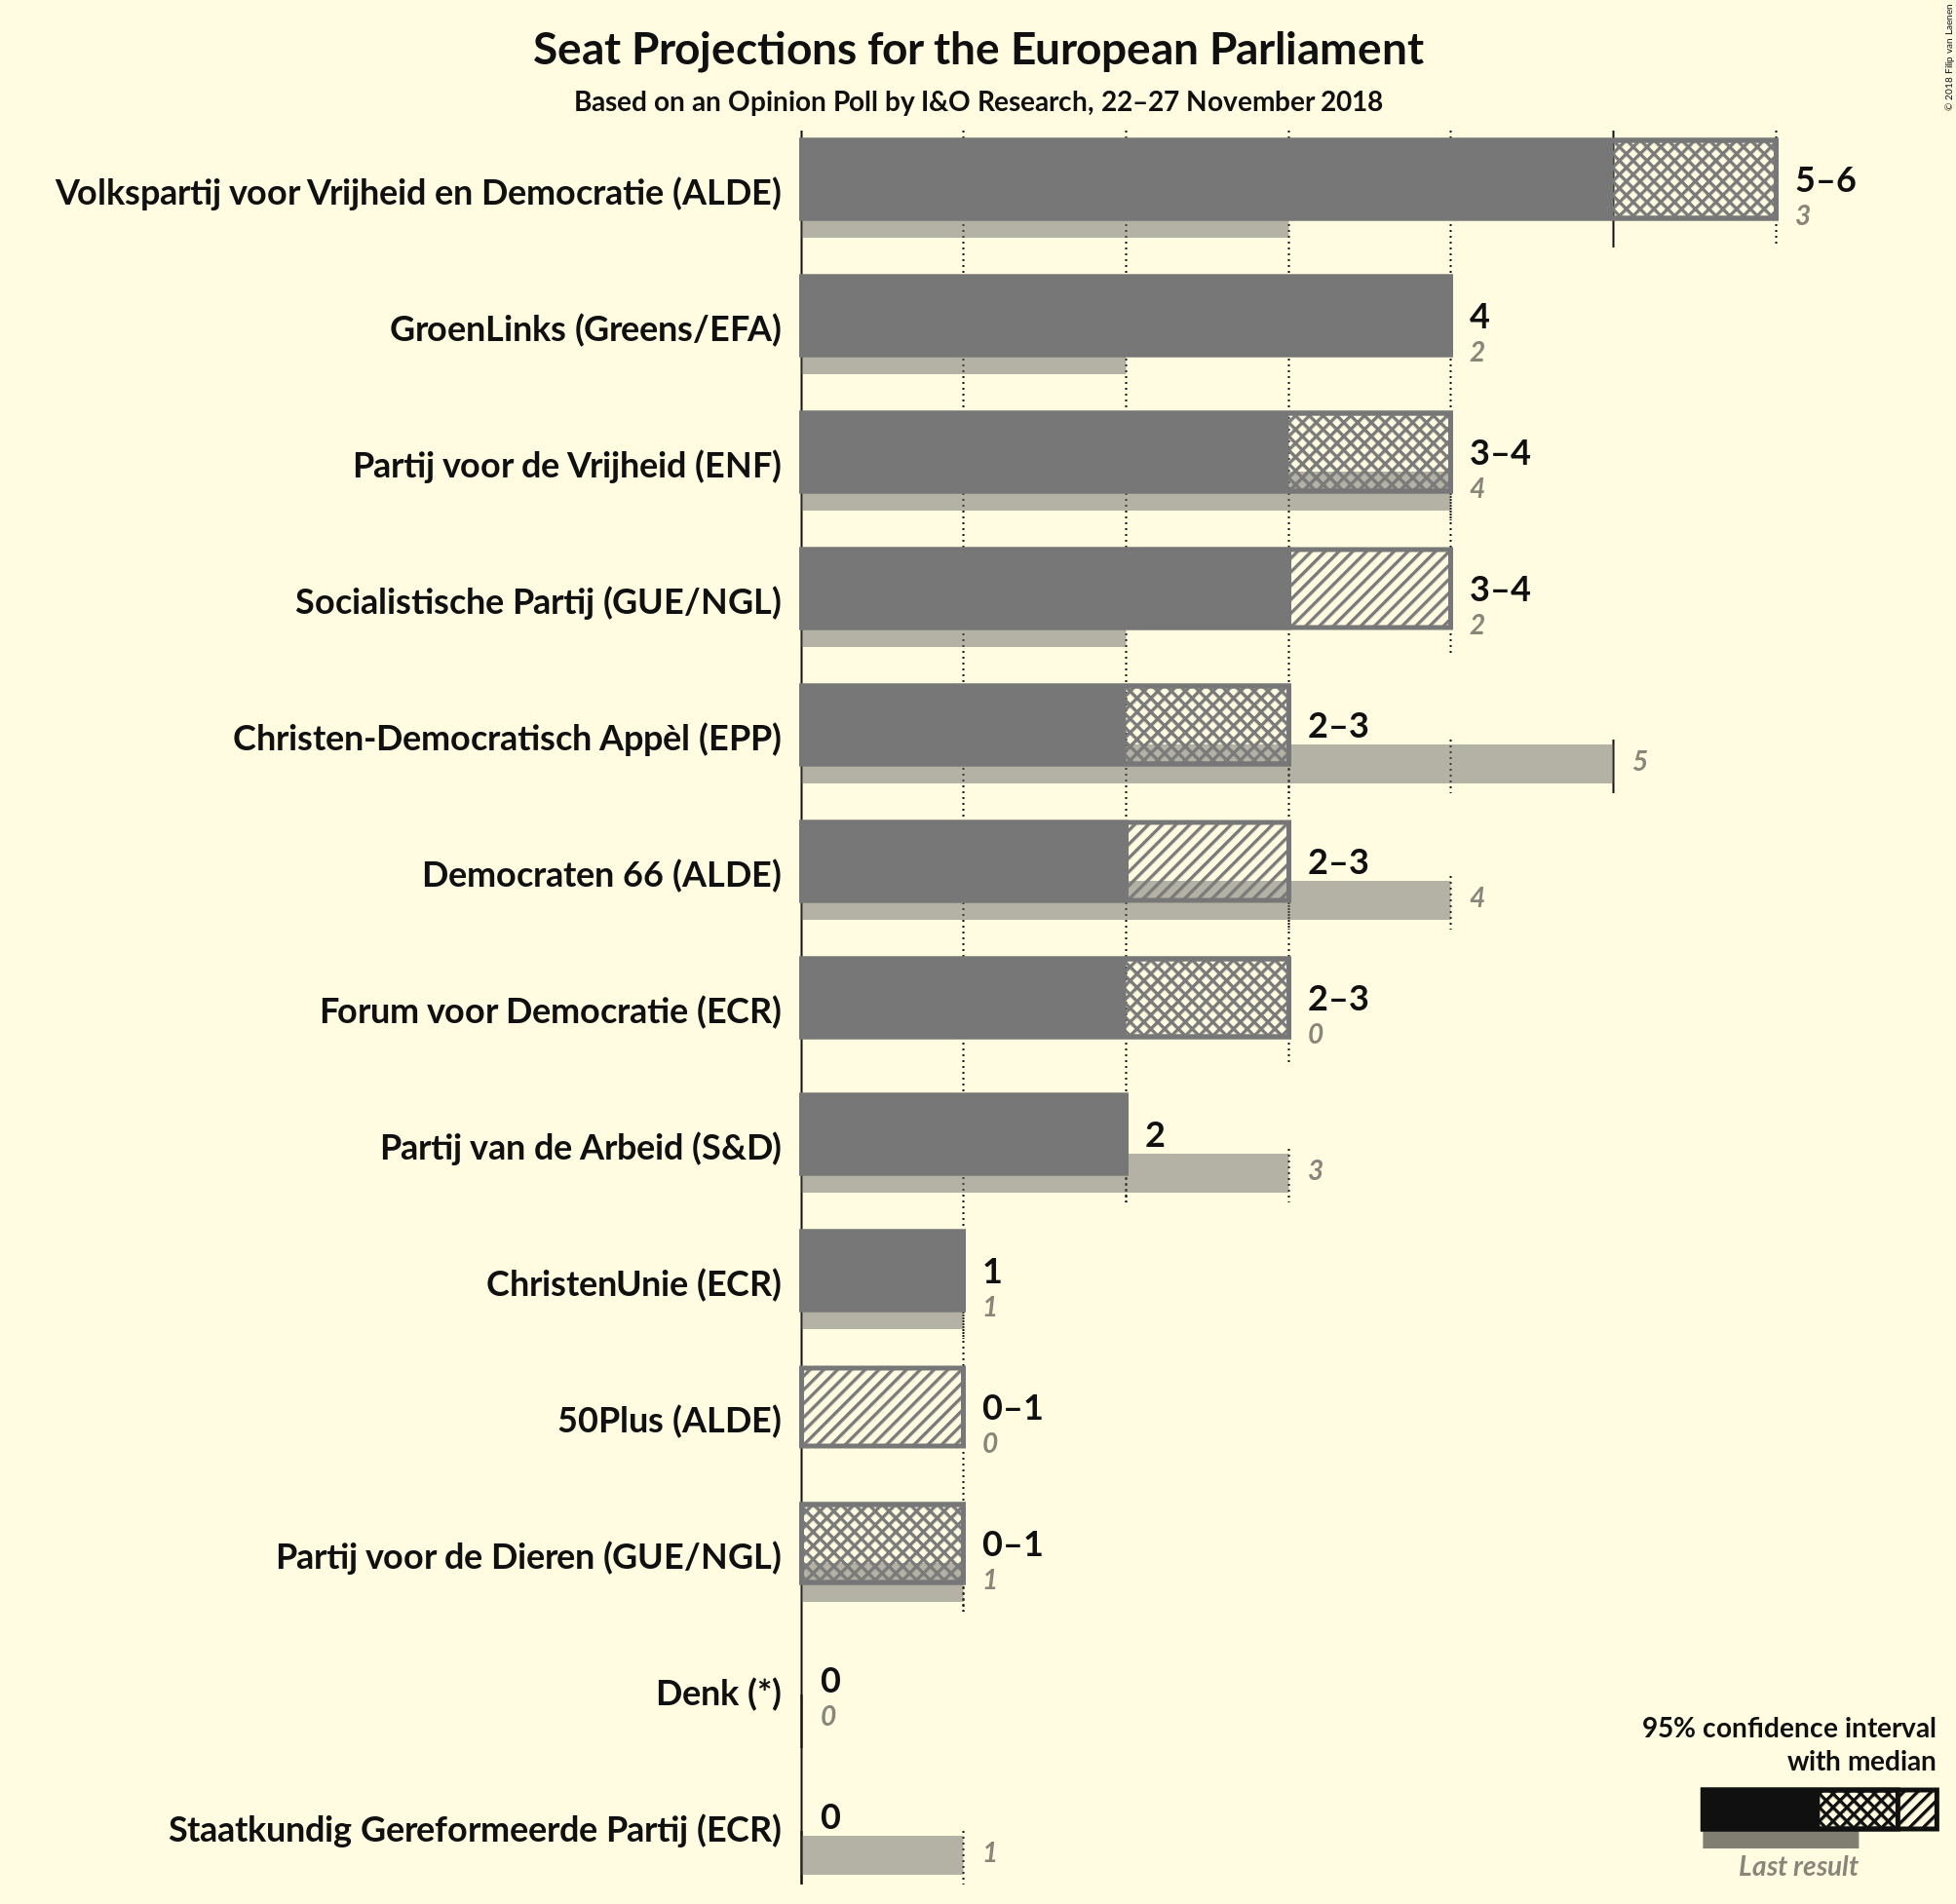 Seat Projections for the European Parliament
Based on an Opinion Poll by I&O Research, 22–27 November 2018
© 2018 Filip van Laenen
Volkspartij voor Vrijheid en Democratie (ALDE)
5–6
3
GroenLinks (Greens/EFA)
4
2
Partij voor de Vrijheid (ENF)
3–4
4
Socialistische Partij (GUE/NGL)
3–4
2
Christen-Democratisch Appèl (EPP)
2–3
5
Democraten 66 (ALDE)
2–3
4
Forum voor Democratie (ECR)
2–3
0
Partij van de Arbeid (S&D)
2
3
ChristenUnie (ECR)
1
1
50Plus (ALDE)
0–1
0
Partij voor de Dieren (GUE/NGL)
0–1
1
Denk (*)
0
0
Staatkundig Gereformeerde Partij (ECR)
0
1
95% confidence interval
with median
Last result